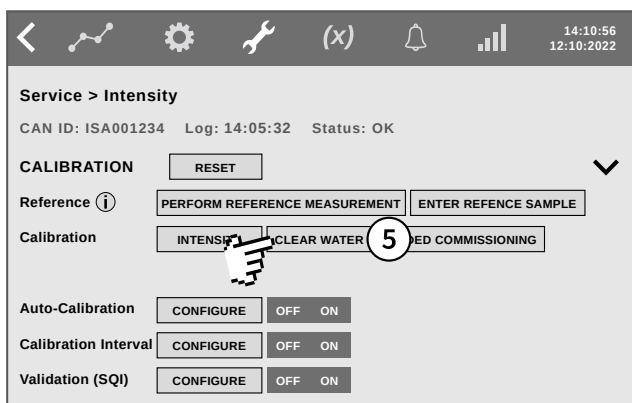 (x)
14:10:56
12:10:2022
Service > Intensity
CAN ID: ISA001234 Log: 14:05:32 Status: OK
CALIBRATION RESET
Reference i PERFORM REFERENCE MEASUREMENT ENTER REFENCE SAMPLE
Calibration CLEAR WATER 5 COMMISSIONING
Auto-Calibration CONFIGURE OFF ON
Calibration Interval CONFIGURE OFF ON
Validation (SQI) CONFIGURE OFF ON